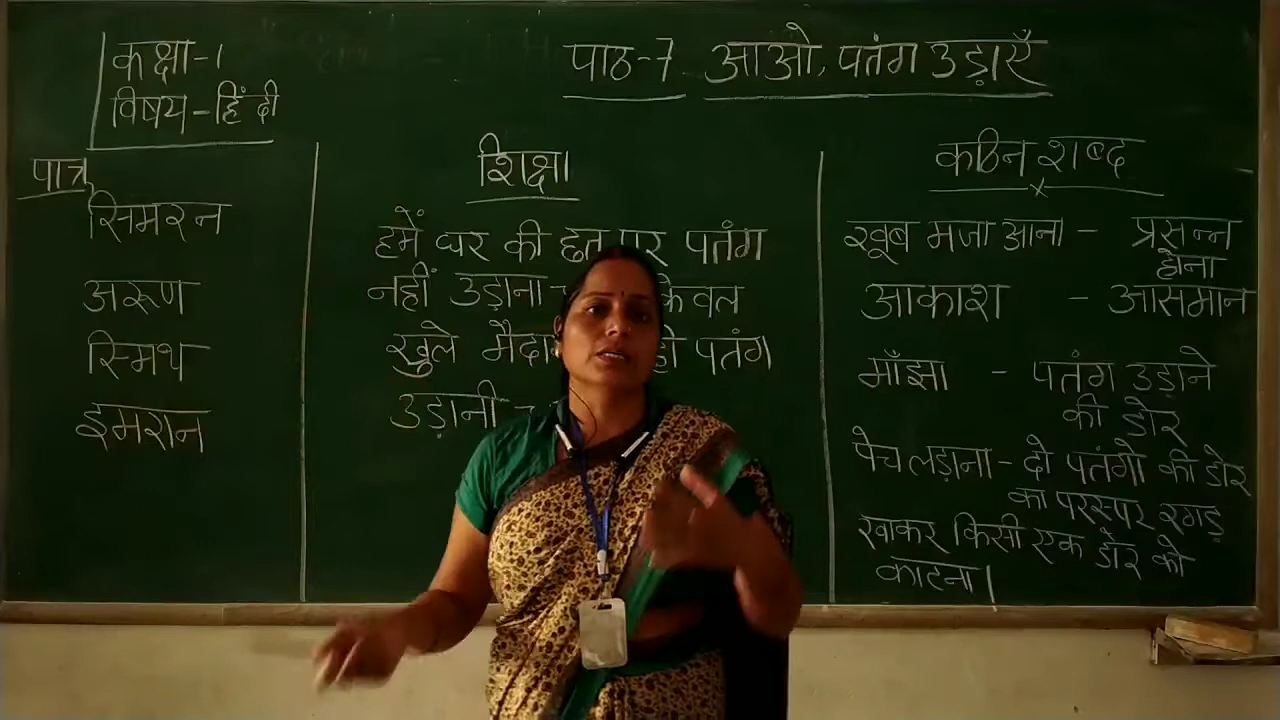 कक्षा-1
विषय-हिंदी
पाठ-7 आओ, पतंग उड़ाएँ
पात्र
सिमरन
अरूण
स्मिथ
इमरान
शिक्षा
हमें घर की छत पर पतंग
नहीं उड़ाना केवल
खुले ही पतंग
उड़ानी
कठिन शब्द
x
खूब मजा आना - प्रसन्न
होना
आकाश - आसमान
माँझा - पतंग उड़ाने
की डोर
पेच लड़ाना - दो पतंगो की डोर
का परस्पर रगड़
खाकर किसी एक डोर को
काटना।